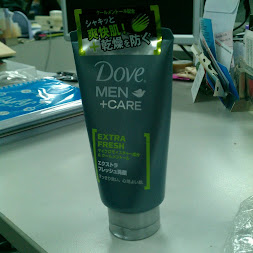 シャキッと
爽快肌!
+乾燥を防ぐ
Dove
MEN
+CARE
EXTRA
FRESH
エクストラ
フレッシュ洗顔